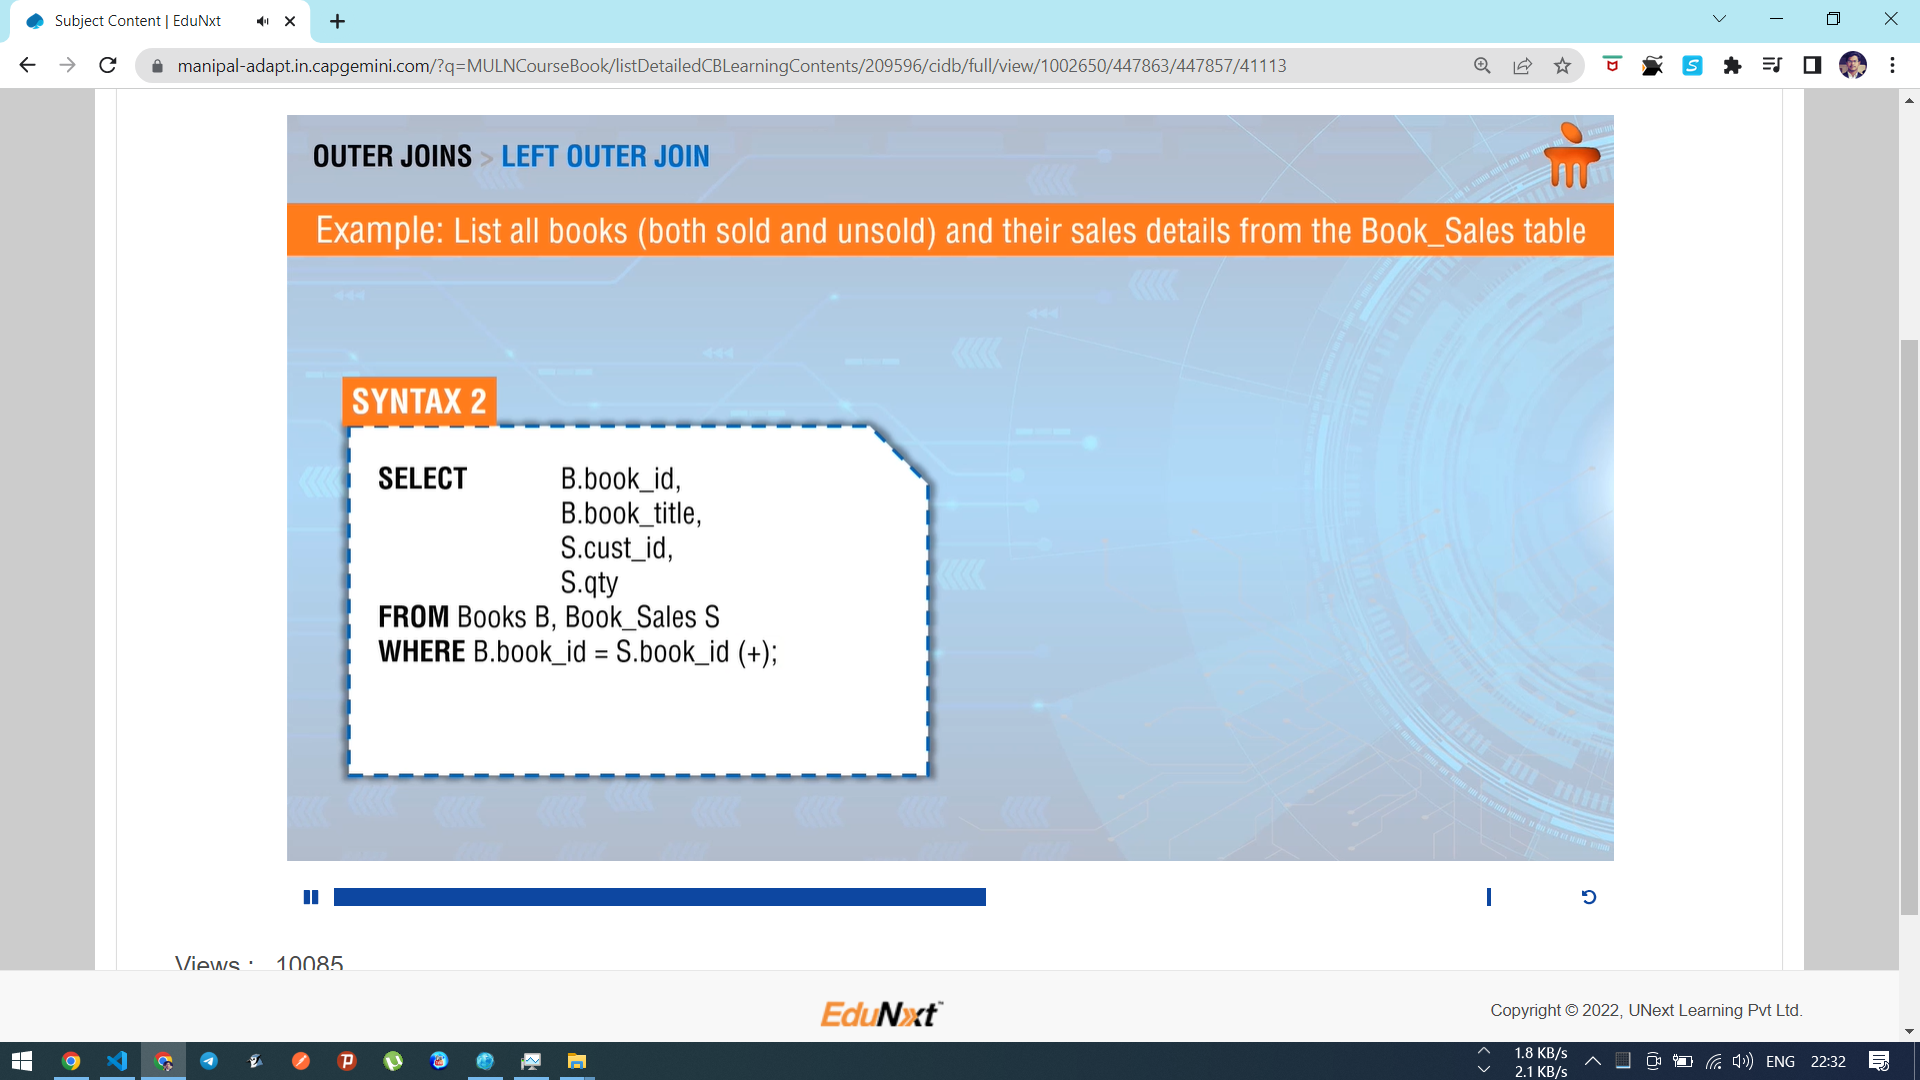 Subject Content | EduNxt
manipal-adapt.in.capgemini.com/?q=MULNCourseBook/listDetailedCBLearningContents/209596/cidb/full/view/1002650/447863/447857/41113
OUTER JOINS > LEFT OUTER JOIN
Example: List all books (both sold and unsold) and their sales details from the Book_Sales table
SYNTAX 2
SELECT B.book_id,
B.book_title,
S.cust_id,
S.qty
FROM Books B, Book_Sales S
WHERE B.book_id = S.book_id (+);
Views : 10085
EduNxt
Copyright © 2022, UNext Learning Pvt Ltd.
1.8 KB/s
2.1 KB/s
ENG 22:32